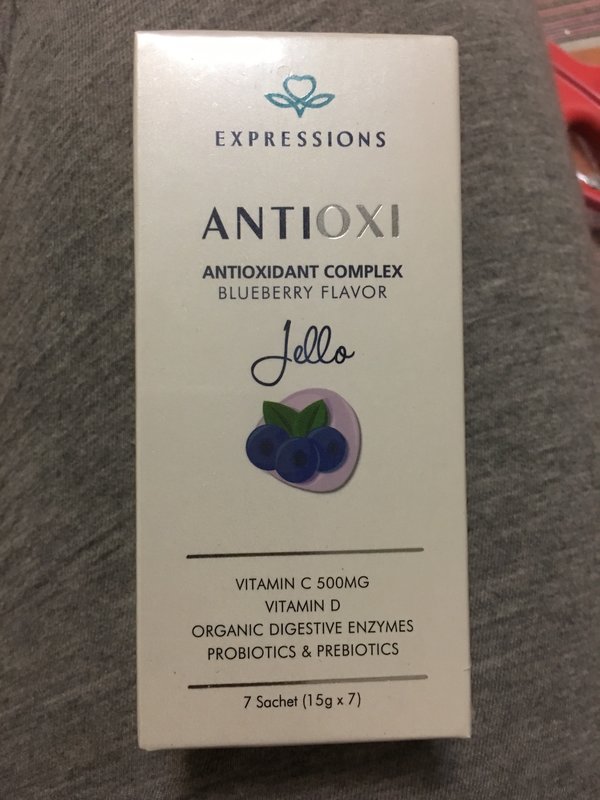 EXPRESSIONS
ANTIOXI
ANTIOXIDANT COMPLEX
BLUEBERRY FLAVOR
Jello
VITAMIN C 500MG
VITAMIN D
ORGANIC DIGESTIVE ENZYMES
PROBIOTICS & PREBIOTICS
7 Sachet (15g x 7)